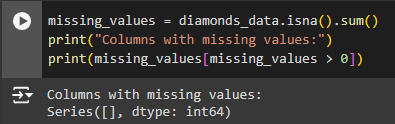 missing_values = diamonds_data.isna().sum()
print("Columns with missing values:")
print(missing_values[missing_values > 0])
Columns with missing values:
Series([], dtype: int64)